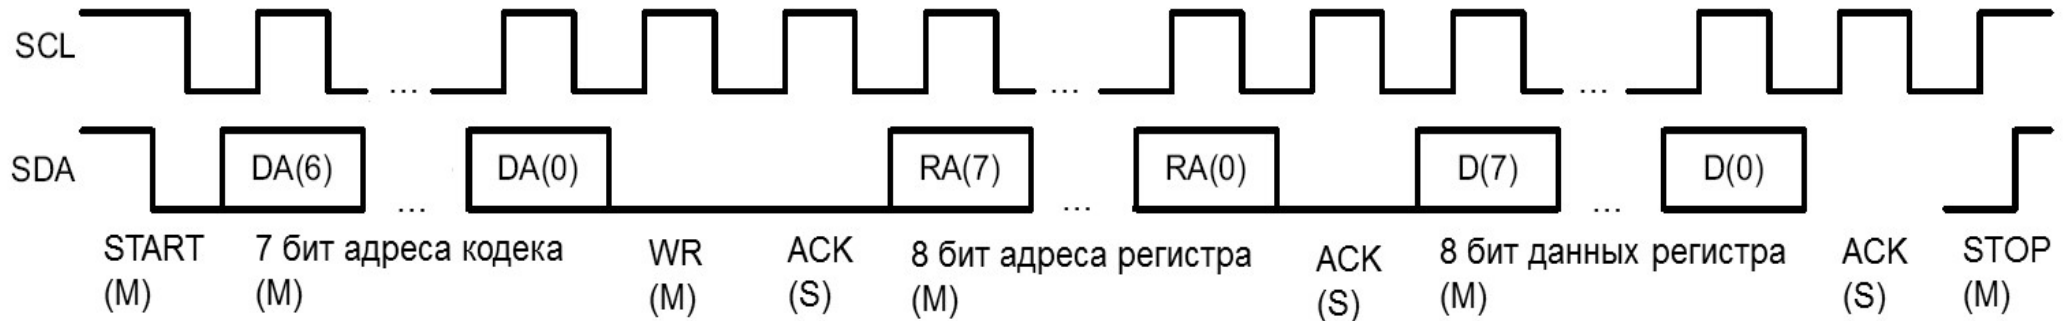 SCL
... ... ...
SDA DA(6) DA(0) RA(7) RA(0) D(7) D(0)
... ... ...
START 7 бит адреса кодека WR ACK 8 бит адреса регистра ACK 8 бит данных регистра ACK STOP
(M) (M) (M) (S) (M) (S) (M) (S) (M)